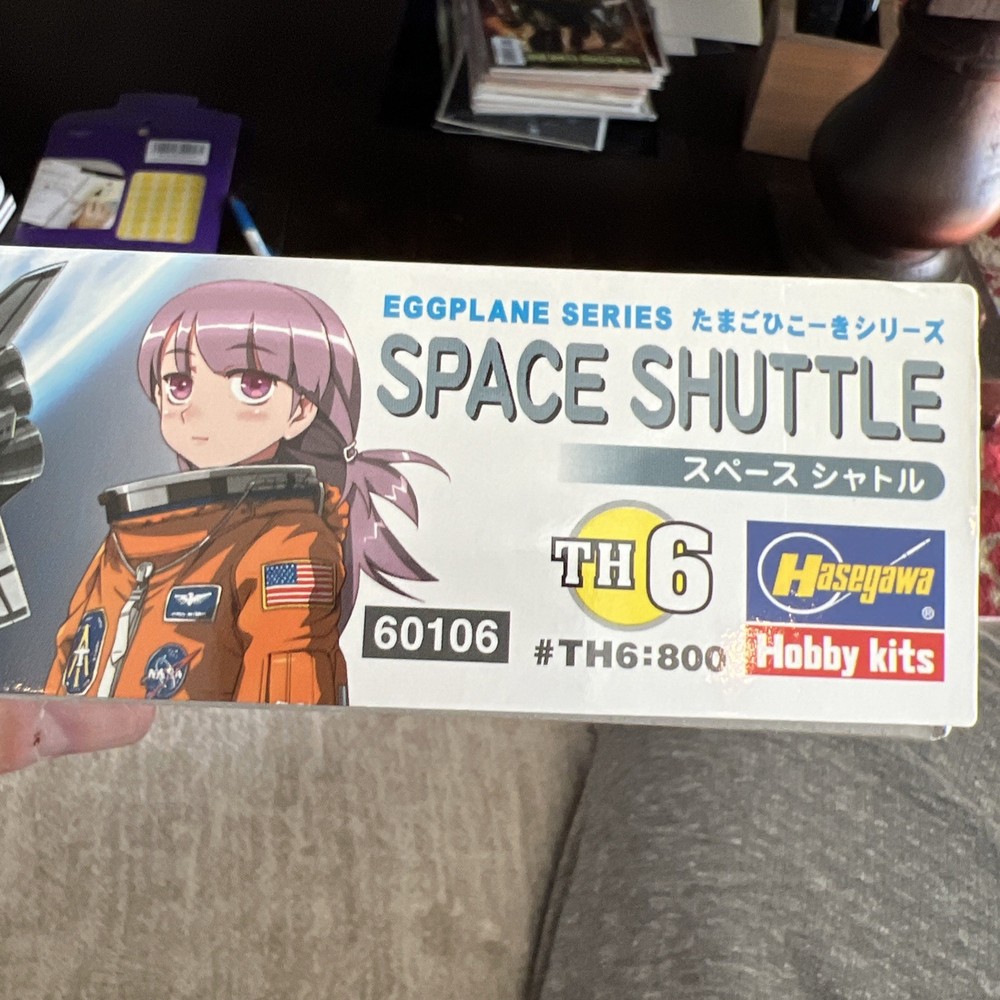 EGGPLANE SERIES たまごひこーきシリーズ
SPACE SHUTTLE
スペース シャトル
TH 6
Hasegawa ®
60106
#TH6:800
Hobby kits
NASA